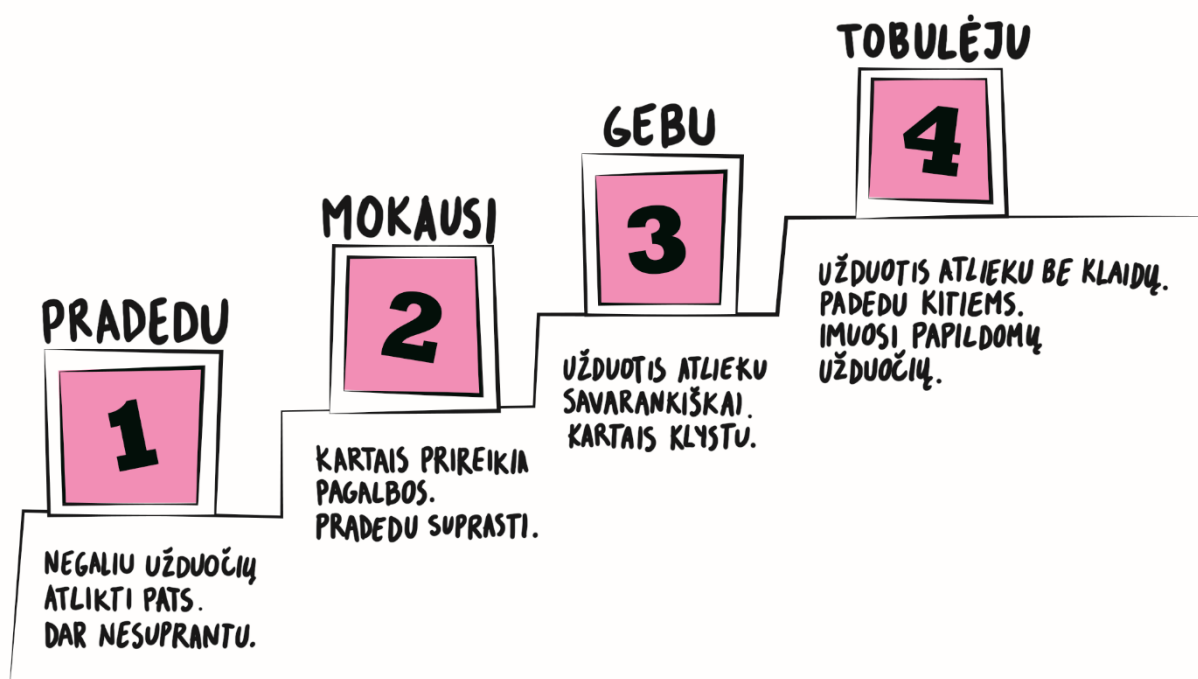 PRADEDU
1
NEGALIU UŽDUOČIŲ
ATLIKTI PATS.
DAR NESUPRANTU.
MOKAUSI
2
KARTAIS PRIREIKIA
PAGALBOS.
PRADEDU SUPRASTI.
GEBU
3
UŽDUOTIS ATLIEKU
SAVARANKIŠKAI.
KARTAIS KLYSTU.
TOBULĖJU
4
UŽDUOTIS ATLIEKU BE KLAIDŲ.
PADEDU KITIEMS.
IMUOSI PAPILDOMŲ
UŽDUOČIŲ.